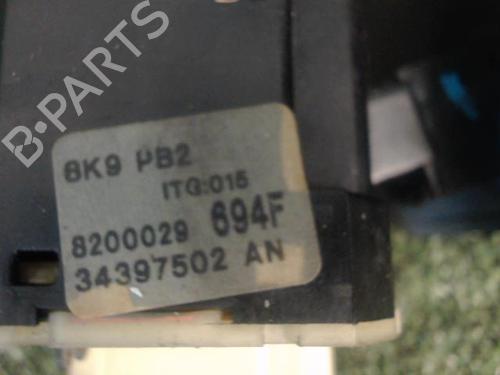 B-PARTS
8K9 PB2
ITG:015
8200029 694F
34397502 AN